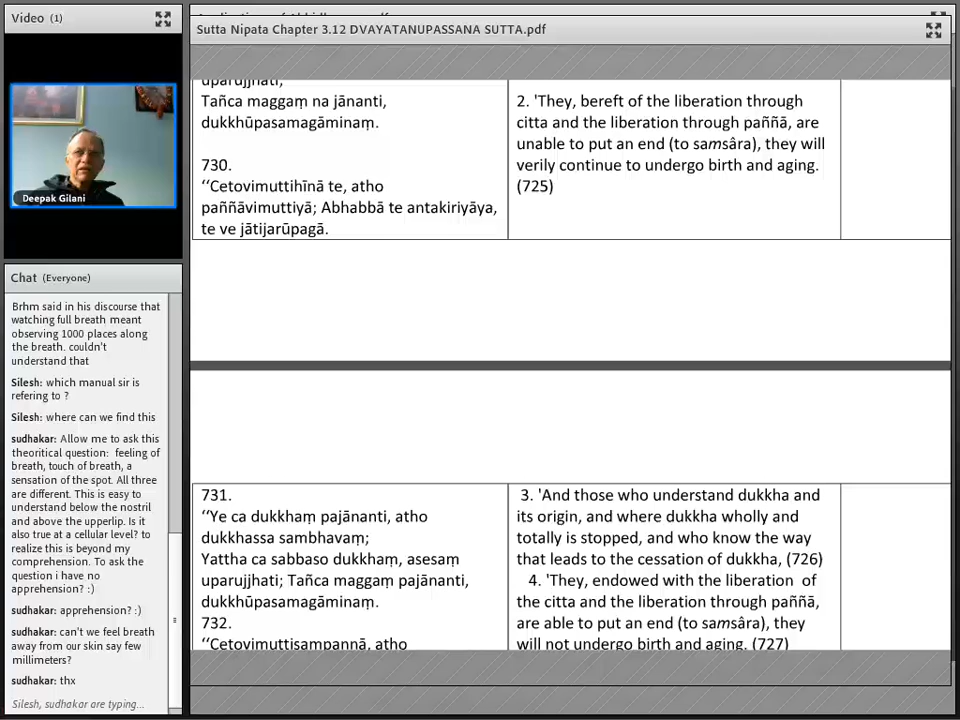 Video (1)
Deepak Gilani
Chat (Everyone)
Brhm said in his discourse that
watching full breath meant
observing 1000 places along
the breath. couldn't
understand that
Silesh: which manual sir is
refering to ?
Silesh: where can we find this
sudhakar: Allow me to ask this
theoritical question: feeling of
breath, touch of breath, a
sensation of the spot. All three
are different. This is easy to
understand below the nostril
and above the upperlip. Is it
also true at a cellular level? to
realize this is beyond my
comprehension. To ask the
question i have no
apprehension? :)
sudhakar: apprehension? :)
sudhakar: can't we feel breath
away from our skin say few
millimeters?
sudhakar: thx
Silesh, sudhakar are typing...
Sutta Nipata Chapter 3.12 DVAYATANUPASSANA SUTTA.pdf
uparujjhati;
Tañca maggaṃ na jānanti,
dukkhūpasamagāminaṃ.
730.
‘‘Cetovimuttihīnā te, atho
paññāvimuttiyā; Abhabbā te antakiriyāya,
te ve jātijarūpagā.
2. 'They, bereft of the liberation through
citta and the liberation through paññā, are
unable to put an end (to samsâra), they will
verily continue to undergo birth and aging.
(725)
731.
‘‘Ye ca dukkhaṃ pajānanti, atho
dukkhassa sambhavaṃ;
Yattha ca sabbaso dukkhaṃ, asesaṃ
uparujjhati; Tañca maggaṃ pajānanti,
dukkhūpasamagāminaṃ.
732.
‘‘Cetovimuttisampannā, atho
3. 'And those who understand dukkha and
its origin, and where dukkha wholly and
totally is stopped, and who know the way
that leads to the cessation of dukkha, (726)
4. 'They, endowed with the liberation of
the citta and the liberation through paññā,
are able to put an end (to samsâra), they
will not undergo birth and aging. (727)